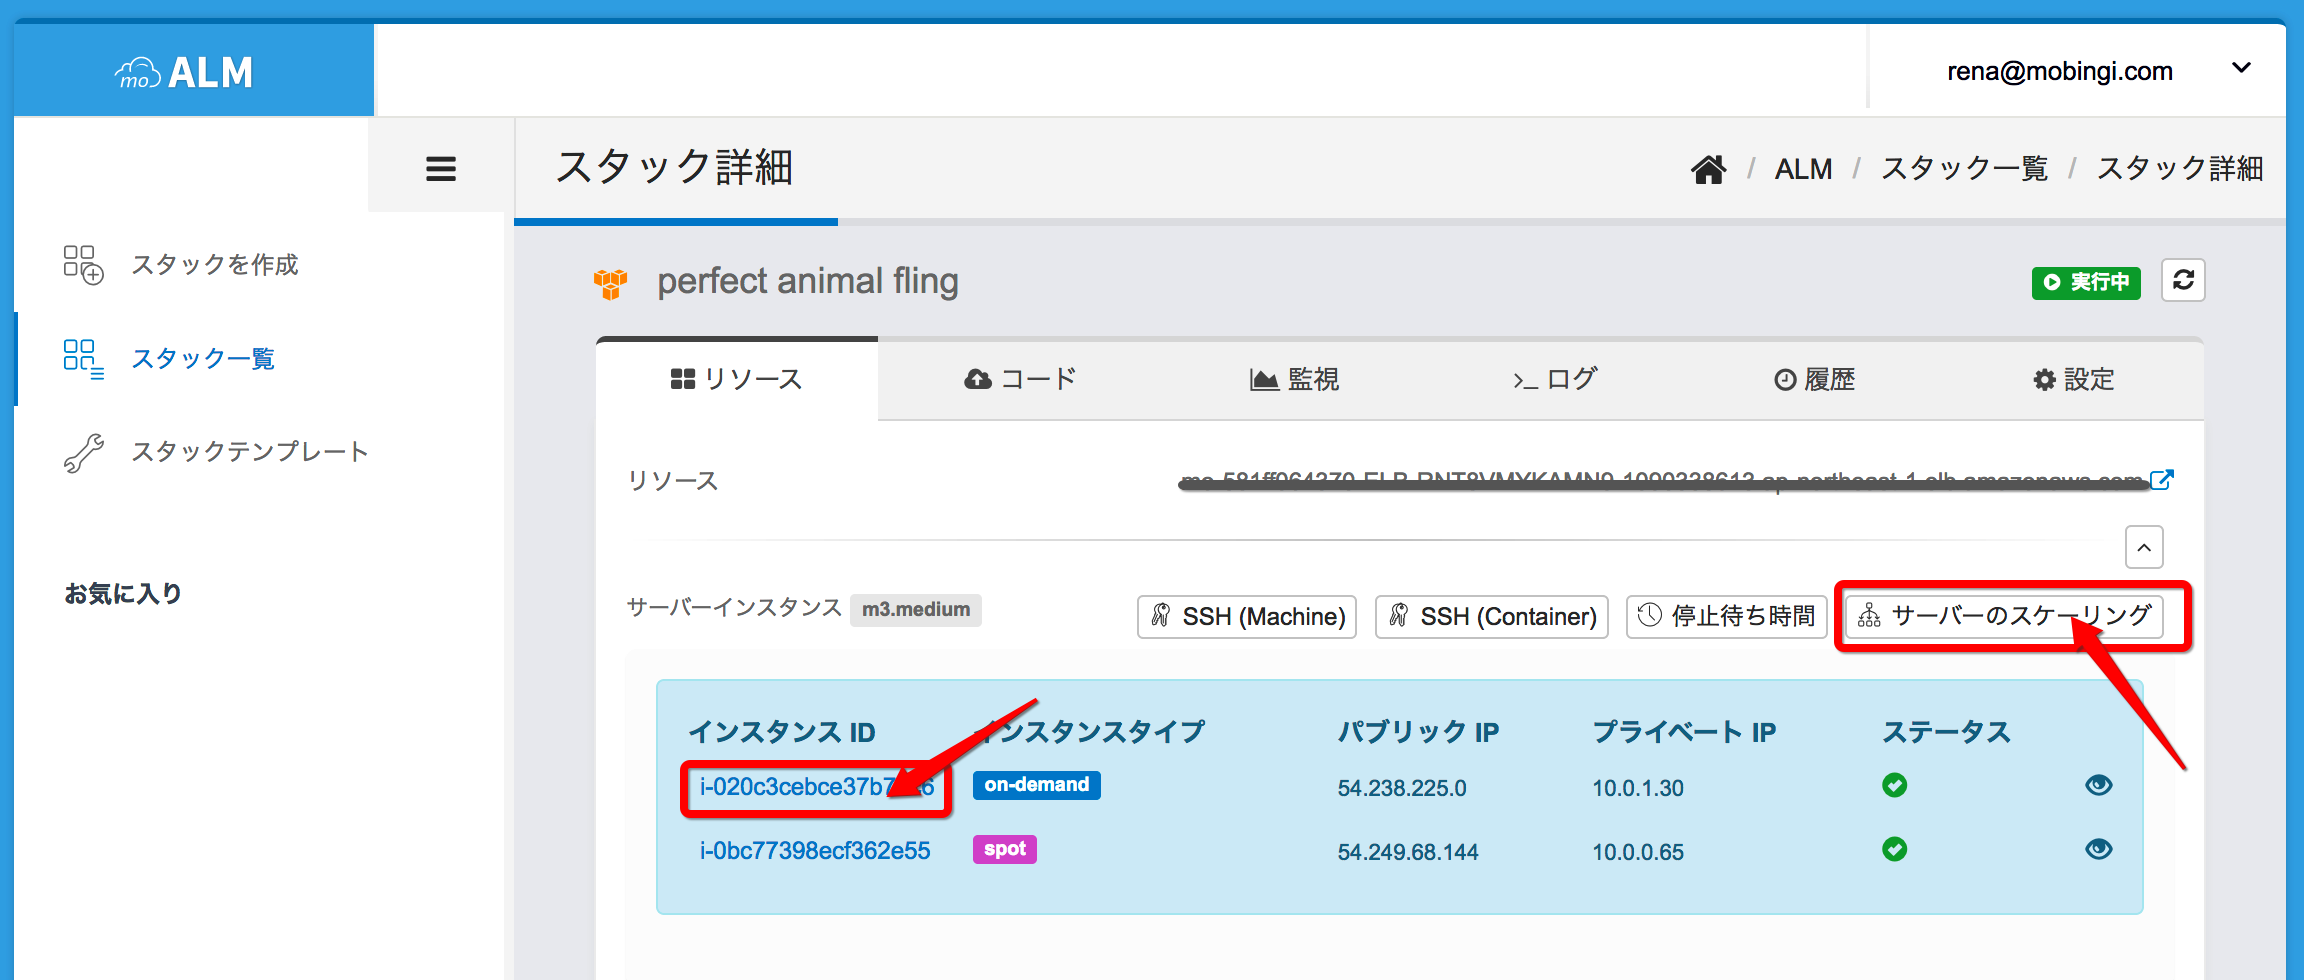 mo ALM
rena@mobingi.com
スタック詳細
/ ALM / スタック一覧 / スタック詳細
スタックを作成
スタック一覧
スタックテンプレート
お気に入り
perfect animal fling
実行中
リソース
コード
監視
ログ
履歴
設定
リソース
サーバーインスタンス m3.medium
SSH (Machine)
SSH (Container)
停止待ち時間
サーバーのスケーリング
インスタンス ID インスタンスタイプ パブリック IP プライベート IP ステータス
on-demand 54.238.225.0 10.0.1.30
i-0bc77398ecf362e55 spot 54.249.68.144 10.0.0.65